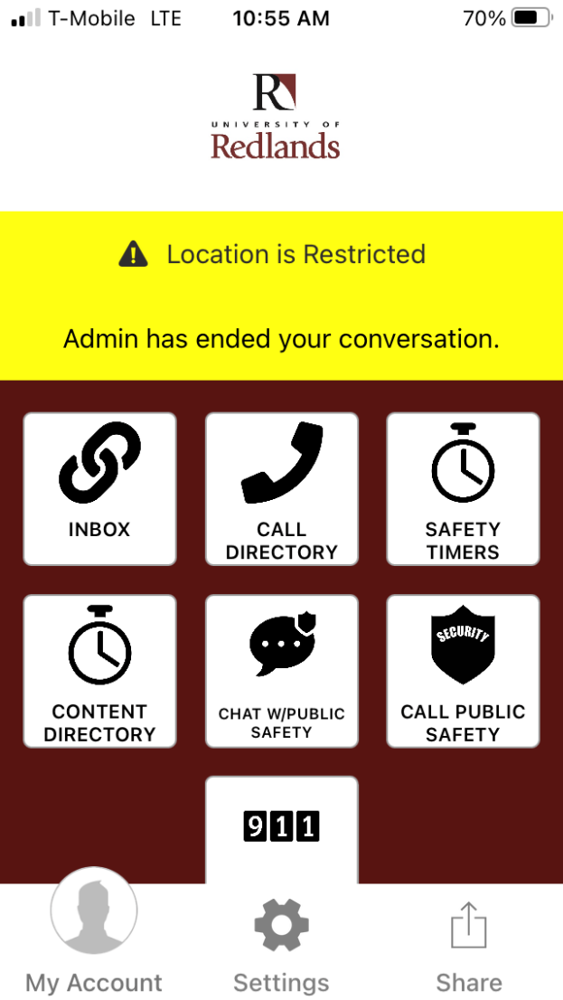 T-Mobile LTE 10:55 AM 70%
R
UNIVERSITY OF
Redlands
Location is Restricted
Admin has ended your conversation.
INBOX
CALL
DIRECTORY
SAFETY
TIMERS
CONTENT
DIRECTORY
CHAT W/PUBLIC
SAFETY
SECURITY
CALL PUBLIC
SAFETY
911
My Account
Settings
Share